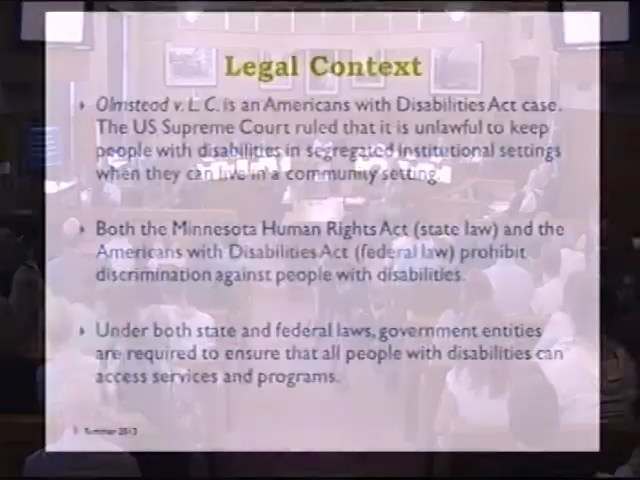 Legal Context
Olmstead v. L. C. is an Americans with Disabilities Act case.
The US Supreme Court ruled that it is unlawful to keep
people with disabilities in segregated institutional settings
when they can live in a community setting.
Both the Minnesota Human Rights Act (state law) and the
Americans with Disabilities Act (federal law) prohibit
discrimination against people with disabilities.
Under both state and federal laws, government entities
are required to ensure that all people with disabilities can
access services and programs.
Summer 2013